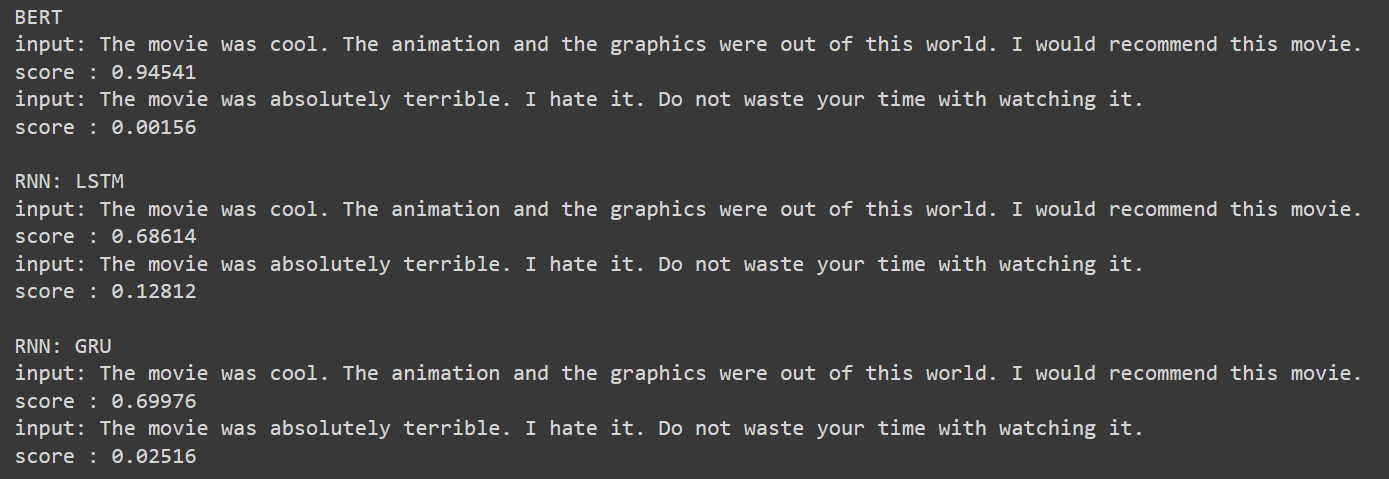 BERT
input: The movie was cool. The animation and the graphics were out of this world. I would recommend this movie.
score : 0.94541
input: The movie was absolutely terrible. I hate it. Do not waste your time with watching it.
score : 0.00156
RNN: LSTM
input: The movie was cool. The animation and the graphics were out of this world. I would recommend this movie.
score : 0.68614
input: The movie was absolutely terrible. I hate it. Do not waste your time with watching it.
score : 0.12812
RNN: GRU
input: The movie was cool. The animation and the graphics were out of this world. I would recommend this movie.
score : 0.69976
input: The movie was absolutely terrible. I hate it. Do not waste your time with watching it.
score : 0.02516